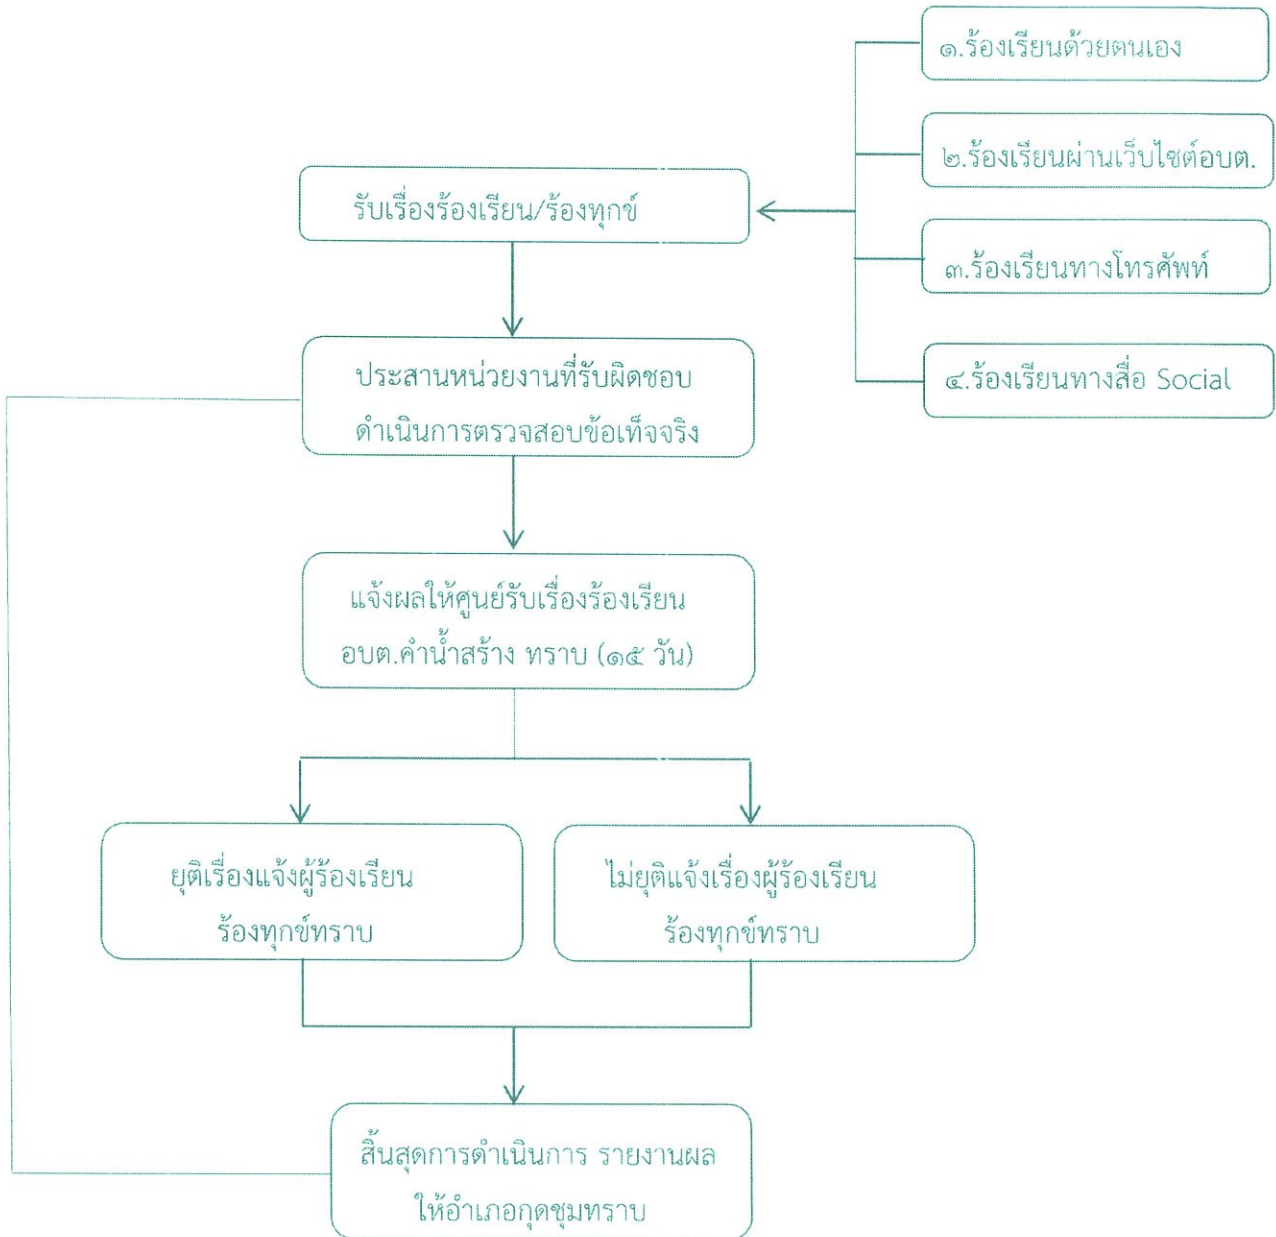 ๑.ร้องเรียนด้วยตนเอง
๒.ร้องเรียนผ่านเว็บไซต์อบต.
รับเรื่องร้องเรียน/ร้องทุกข์
๓.ร้องเรียนทางโทรศัพท์
๔.ร้องเรียนทางสื่อ Social
ประสานหน่วยงานที่รับผิดชอบ
ดำเนินการตรวจสอบข้อเท็จจริง
แจ้งผลให้ศูนย์รับเรื่องร้องเรียน
อบต.คำน้ำสร้าง ทราบ (๑๕ วัน)
ยุติเรื่องแจ้งผู้ร้องเรียน
ร้องทุกข์ทราบ
ไม่ยุติแจ้งเรื่องผู้ร้องเรียน
ร้องทุกข์ทราบ
สิ้นสุดการดำเนินการ รายงานผล
ให้อำเภอกุดชุมทราบ